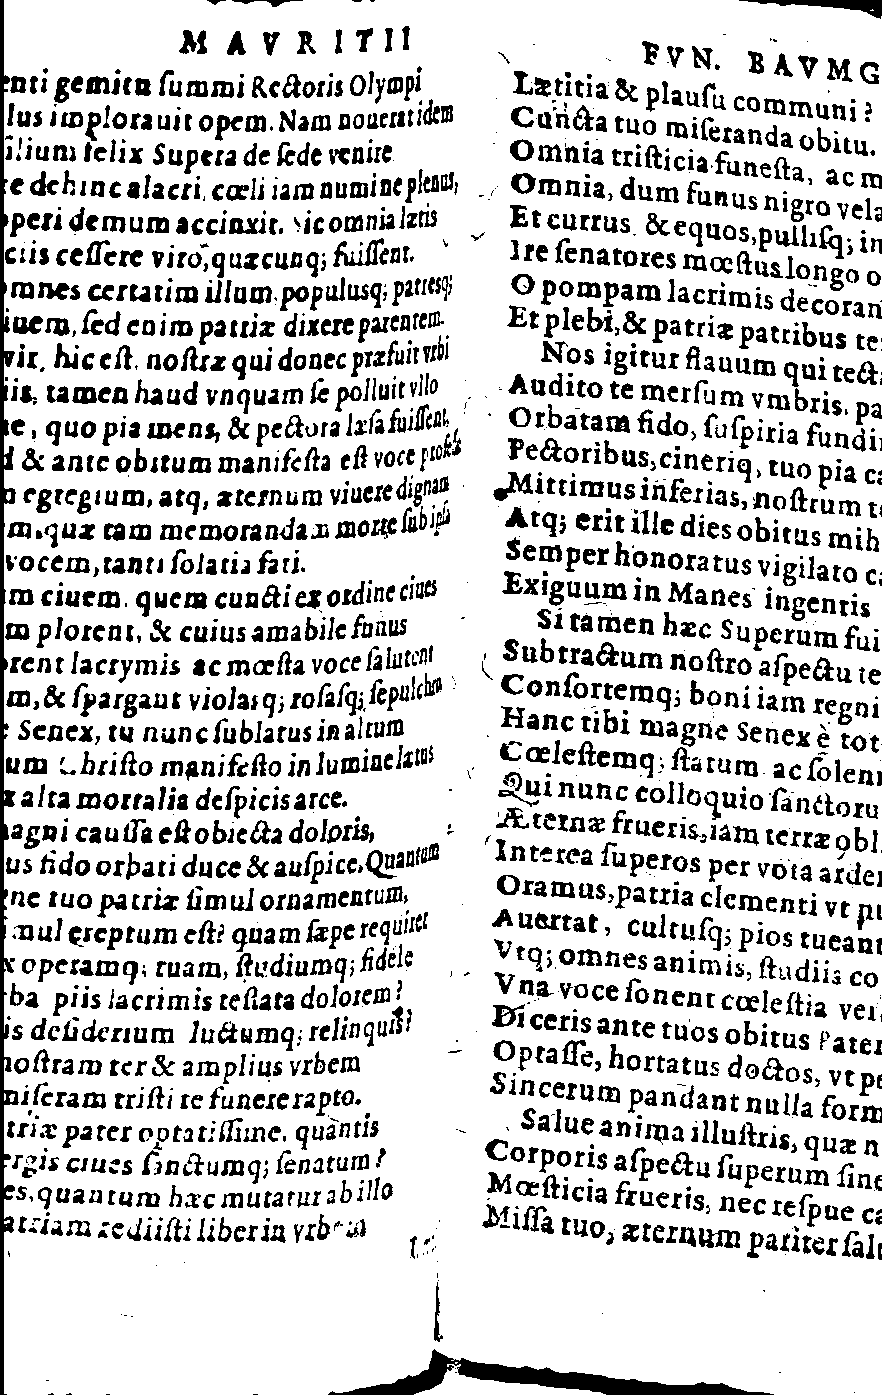 MAVRITII
enti gemitu ſummi Rectoris Olympi
lus implorauit opem. Nam nouerat idem
ilium felix Supera de ſede venire
re dehinc alacri, cœli iam numine plenus,
operi demum accinxit. Sic omnia lætis
ctis ceſſere viro, quæcunq; fuiſſent.
omnes certatim illum, populusq; patresq;
iuem, ſed enim patriæ dixere parentem.
vir, hic eſt, noſtræ qui donec præfuit vrbi
iis, tamen haud vnquam ſe polluit vllo
ne, quo pia mens, & pectora læſa fuiſſent,
& ante obitum manifeſta eſt voce
egregium, atq, æternum viuere dignam
m, quæ tam memorandam morte ſub ipſa
vocem, tanti ſolatia fati.
um ciuem, quem cuncti ex ordine ciues
m plorent, & cuius amabile funus
orent lacrymis ac mœſta voce ſalutent
m, & ſpargant violasq; roſaſq; ſepulchro
Senex, tu nunc ſublatus in altum
um Chriſto manifeſto in lumine lætus
x alta mortalia deſpicis arce.
nagni cauſſa eſt obiecta doloris,
us fido orbati duce & auſpice. Quantum
ne tuo patriæ ſimul ornamentum,
imul ereptum eſt? quam ſæpe requiret
x operamq; tuam, ſtudiumq; fidele
ba piis lacrimis teſtata dolorem?
is deſiderium luctumq; relinquis?
noſtram ter & amplius vrbem
miſeram triſti te funere rapto.
triæ pater optatiſſime, quantis
ergis ciues ſanctumq; ſenatum?
es, quantum hæc mutatur ab illo
atriam rediiſti liber in vrbem
FVN. BAVMG
Lætitia & plauſu communi?
Cuncta tuo miſeranda obitu.
Omnia triſticia funeſta, ac m
Omnia, dum funus nigro vela
Et currus, & equos, pulliſq; in
Ire ſenatores mœſtus longo o
O pompam lacrimis decoran
Et plebi, & patriæ patribus te
Nos igitur flauum qui tect
Audito te merſum vmbris, pa
Orbatam fido, ſuſpiria fundi
Pectoribus, cineriq, tuo pia ca
Mittimus inferias, noſtrum t
Atq; erit ille dies obitus mih
Semper honoratus vigilato ca
Exiguum in Manes ingentis
Si tamen hæc Superum fui
Subtractum noſtro aſpectu te
Conſortemq; boni iam regni
Hanc tibi magne Senex è tot
Cœleſtemq; ſtatum ac ſolen
Qui nunc colloquio ſanctoru
Æternæ frueris, iam terræ obl
Interea ſuperos per vota arde
Oramus, patria clementi vt
Auertat, cultuſq; pios tueant
Vtq; omnes animis, ſtudiis co
Vna voce ſonent cœleſtia ver
Diceris ante tuos obitus Pater
Optaſſe, hortatus doctos, vt p
Sincerum pandant nulla form
Salue anima illuſtris, quæ n
Corporis aſpectu ſuperum ſine
Mœſticia frueris, nec reſpue ca
Miſſa tuo, æternum pariter ſal